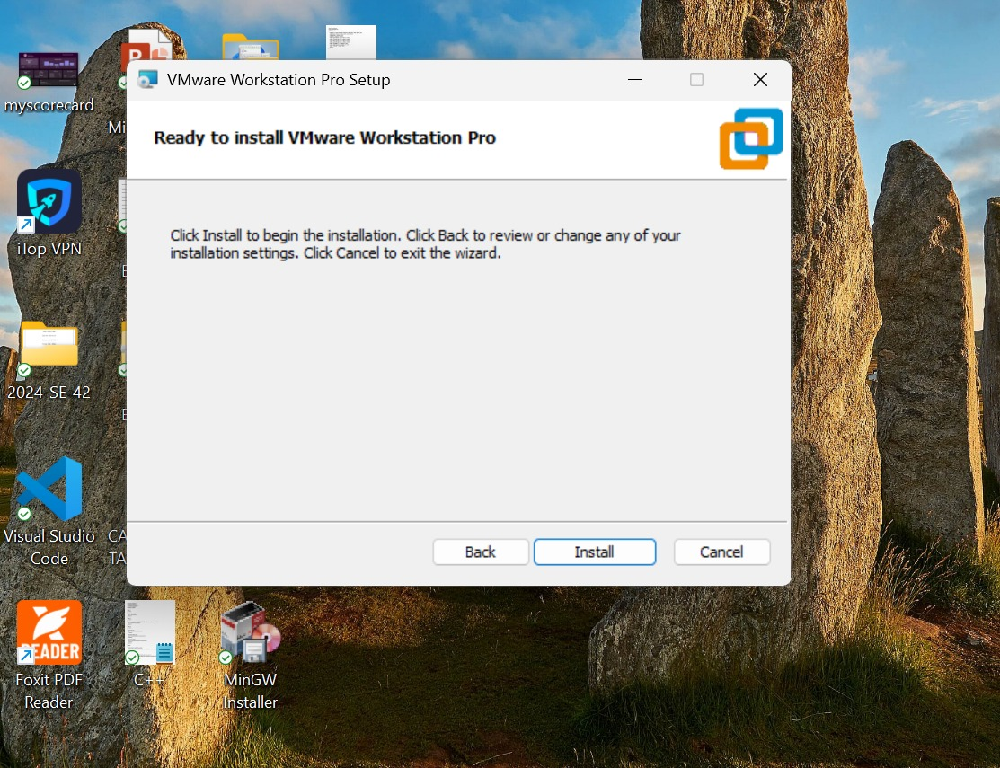 VMware Workstation Pro Setup
Ready to install VMware Workstation Pro
Click Install to begin the installation. Click Back to review or change any of your
installation settings. Click Cancel to exit the wizard.
Back
Install
Cancel
myscorecard
Mi
iTop VPN
E
2024-SE-42
E
Visual Studio
Code
CA
TA
READER
Foxit PDF
Reader
C++
MinGW
Installer